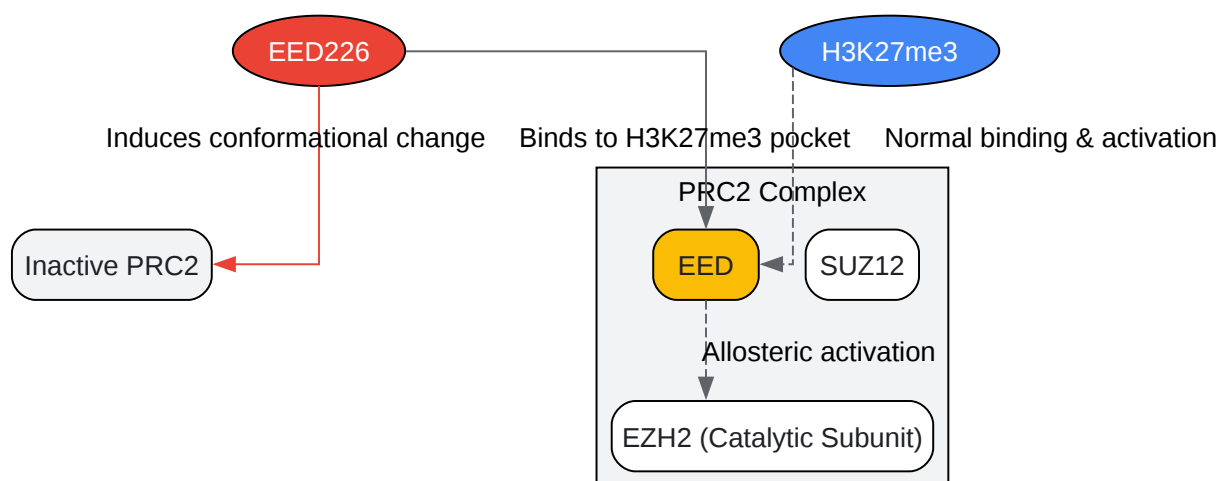 EED226
H3K27me3
Induces conformational change
Binds to H3K27me3 pocket
Normal binding & activation
PRC2 Complex
Inactive PRC2
EED
SUZ12
Allosteric activation
EZH2 (Catalytic Subunit)